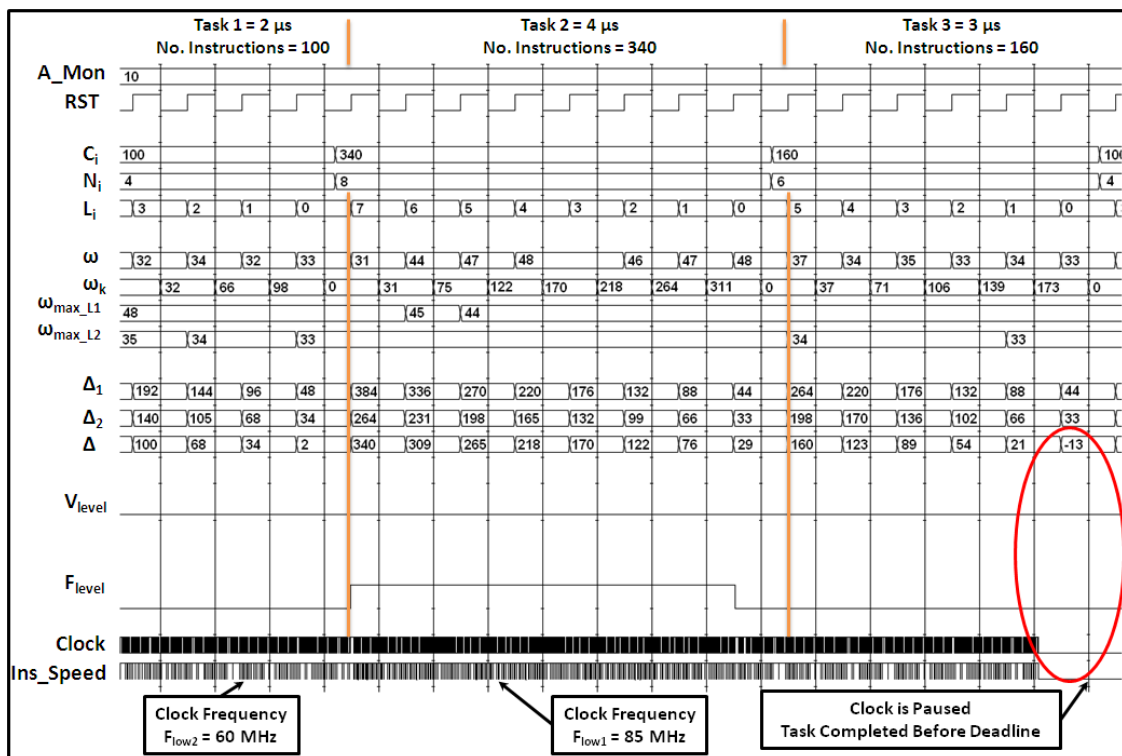 Task 1 = 2 µs Task 2 = 4 µs Task 3 = 3 µs
No. Instructions = 100 No. Instructions = 340 No. Instructions = 160
A_Mon 10
RST
Ci 100 340 160 100
Ni 4 8 6 4
Li 3 2 1 0 7 6 5 4 3 2 1 0 5 4 3 2 1 0
ω 32 34 32 33 31 44 47 48 46 47 48 37 34 35 33 34 33
ωk 32 66 98 0 31 75 122 170 218 264 311 0 37 71 106 139 173 0
ωmax_L1 48 45 44
ωmax_L2 35 34 33 34 33
Δ1 192 144 96 48 384 336 270 220 176 132 88 44 264 220 176 132 88 44
Δ2 140 105 68 34 264 231 198 165 132 99 66 33 198 170 136 102 66 33
Δ 100 68 34 2 340 309 265 218 170 122 76 29 160 123 89 54 21 -13
Vlevel
Flevel
Clock
Ins_Speed
Clock Frequency Clock Frequency Clock is Paused
Flow2 = 60 MHz Flow1 = 85 MHz Task Completed Before Deadline